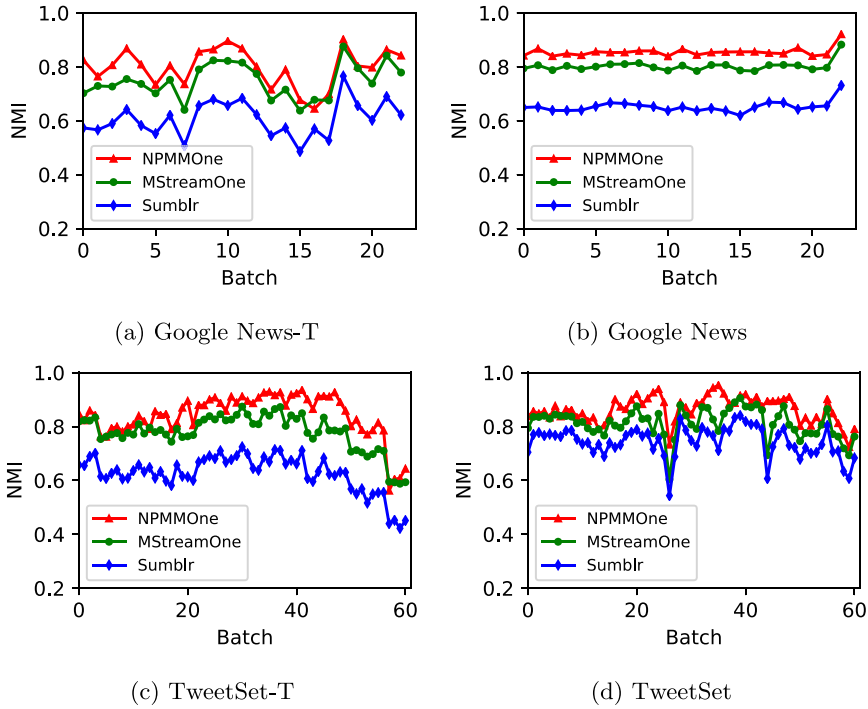 1.0
0.8
0.6
0.4
0.2
NMI
NPMMOne
MStreamOne
Sumblr
0 5 10 15 20
Batch
(a) Google News-T
1.0
0.8
0.6
0.4
0.2
NMI
NPMMOne
MStreamOne
Sumblr
0 5 10 15 20
Batch
(b) Google News
1.0
0.8
0.6
0.4
0.2
NMI
NPMMOne
MStreamOne
Sumblr
0 20 40 60
Batch
(c) TweetSet-T
1.0
0.8
0.6
0.4
0.2
NMI
NPMMOne
MStreamOne
Sumblr
0 20 40 60
Batch
(d) TweetSet